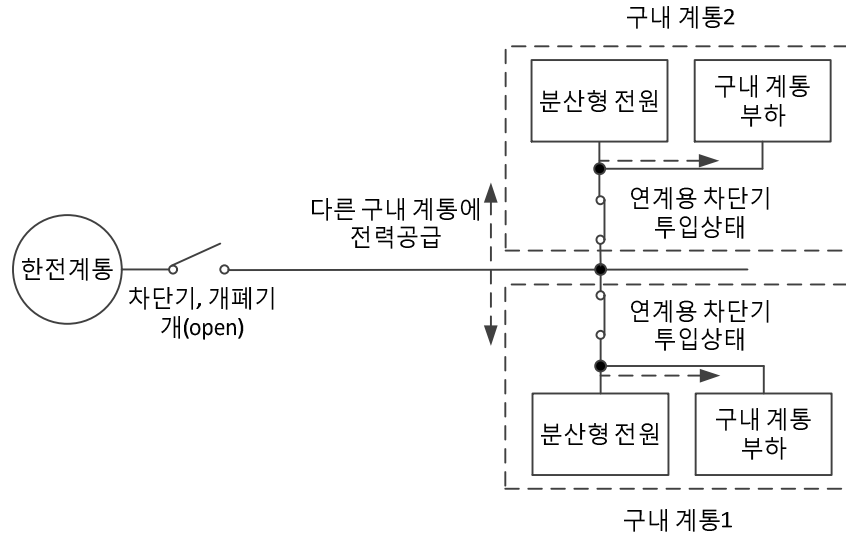 구내 계통2
분산형 전원
구내 계통
부하
연계용 차단기
투입상태
다른 구내 계통에
전력공급
한전계통
차단기, 개폐기
개(open)
연계용 차단기
투입상태
분산형 전원
구내 계통
부하
구내 계통1